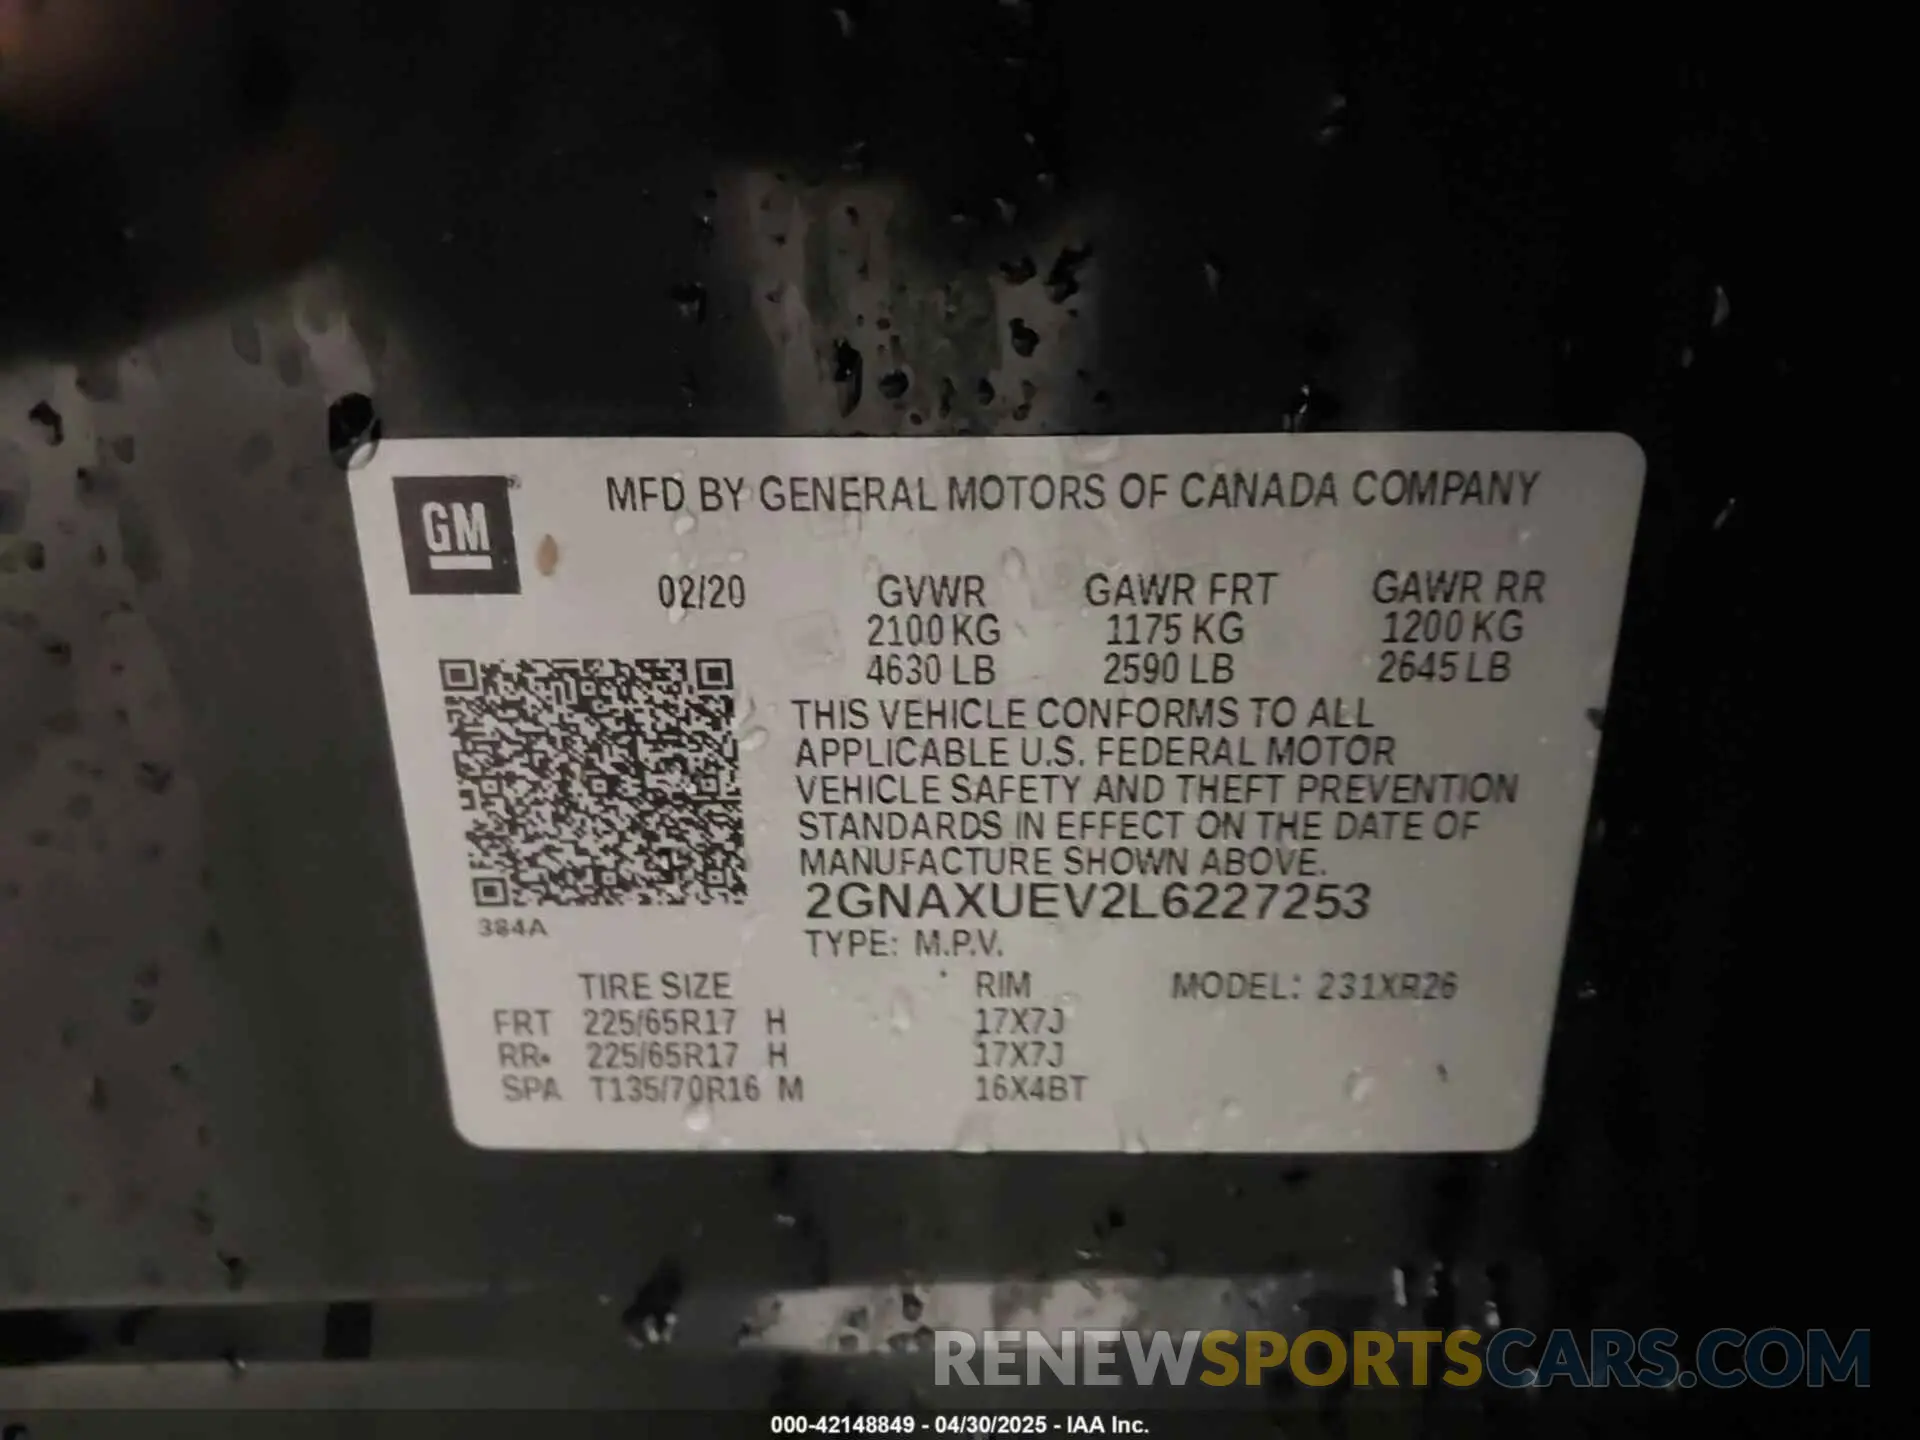 GM
MFD BY GENERAL MOTORS OF CANADA COMPANY
02/20 GVWR GAWR FRT GAWR RR
2100 KG 1175 KG 1200 KG
4630 LB 2590 LB 2645 LB
THIS VEHICLE CONFORMS TO ALL
APPLICABLE U.S. FEDERAL MOTOR
VEHICLE SAFETY AND THEFT PREVENTION
STANDARDS IN EFFECT ON THE DATE OF
MANUFACTURE SHOWN ABOVE.
2GNAXUEV2L6227253
384A
TYPE: M.P.V.
TIRE SIZE RIM MODEL: 231XR26
FRT 225/65R17 H 17X7J
RR 225/65R17 H 17X7J
SPA T135/70R16 M 16X4BT
RENEWSPORTSCARS.COM
000-42148849 - 04/30/2025 - IAA Inc.